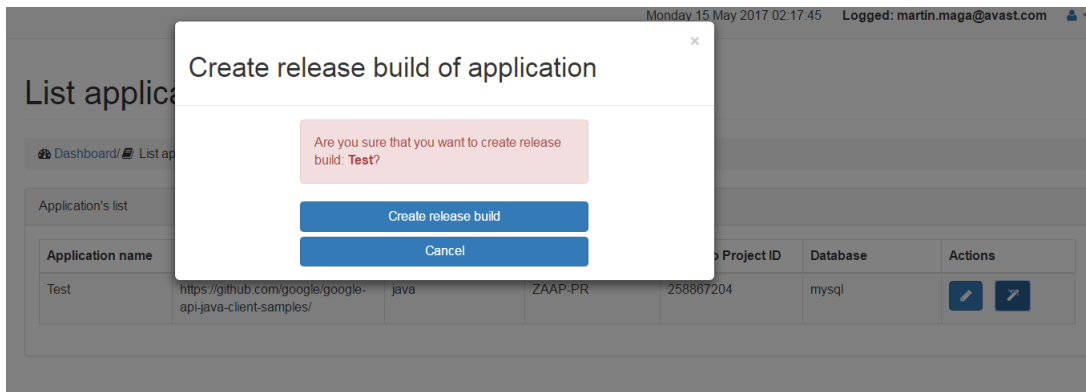 Monday 15 May 2017 02:17:45 Logged: martin.maga@avast.com
×
Create release build of application
List applica
Dashboard/ List ap
Are you sure that you want to create release
build: Test?
Application's list
Create release build
Cancel
Application name Project ID Database Actions
Test https://github.com/google/google- java ZAAP-PR 258867204 mysql
api-java-client-samples/